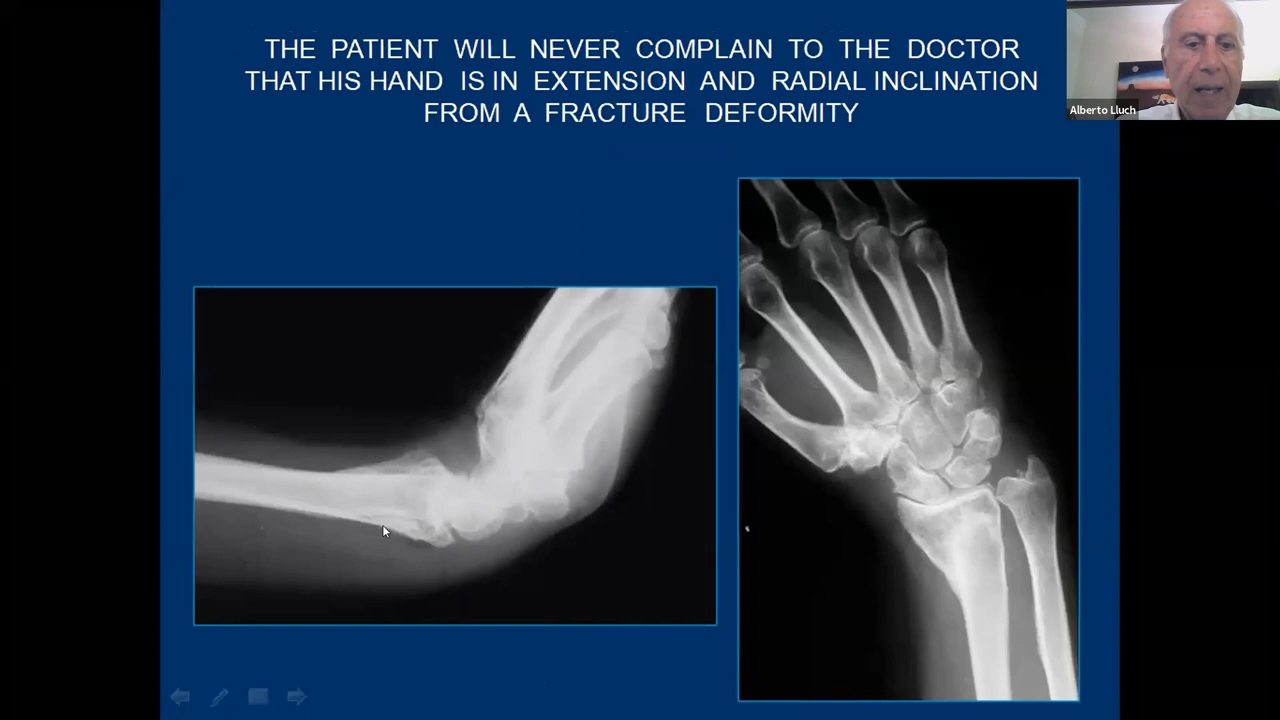 THE PATIENT WILL NEVER COMPLAIN TO THE DOCTOR
THAT HIS HAND IS IN EXTENSION AND RADIAL INCLINATION
FROM A FRACTURE DEFORMITY
Alberto Lluch